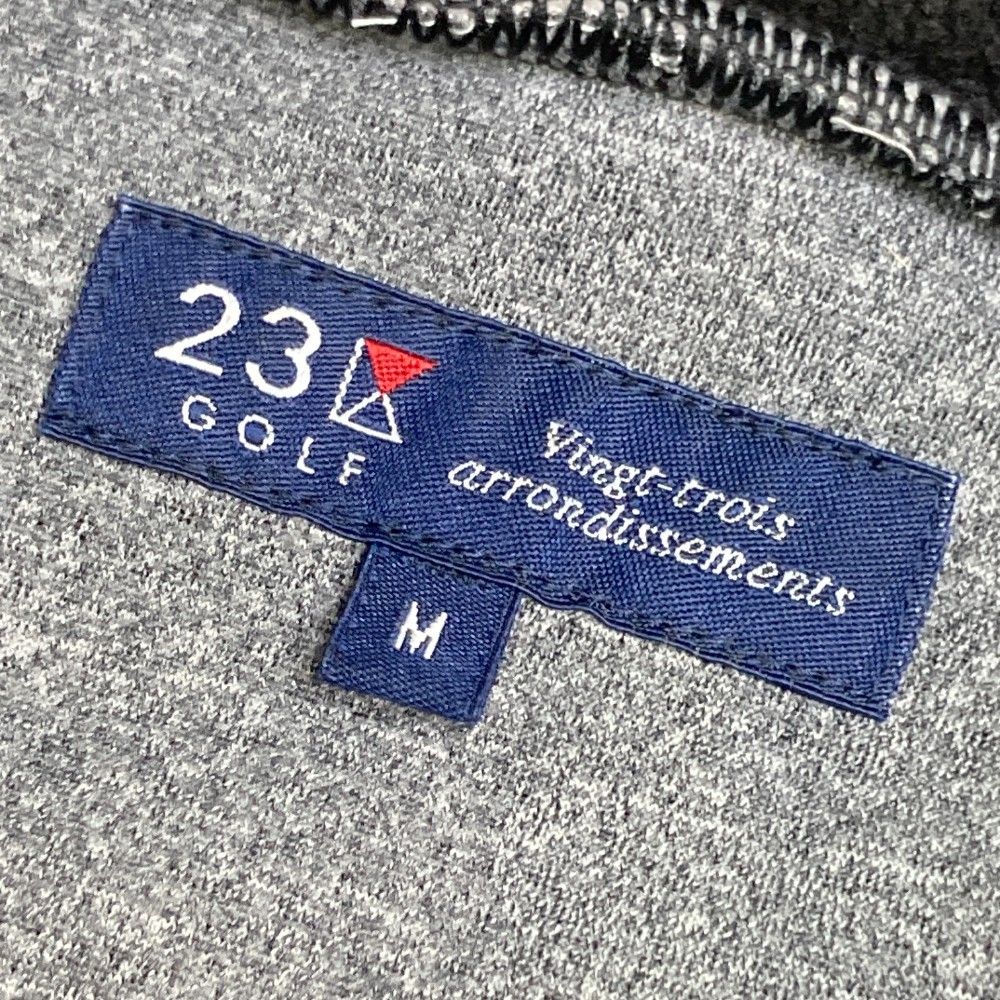 23
GOLF
Vingt-trois
arrondissements
M